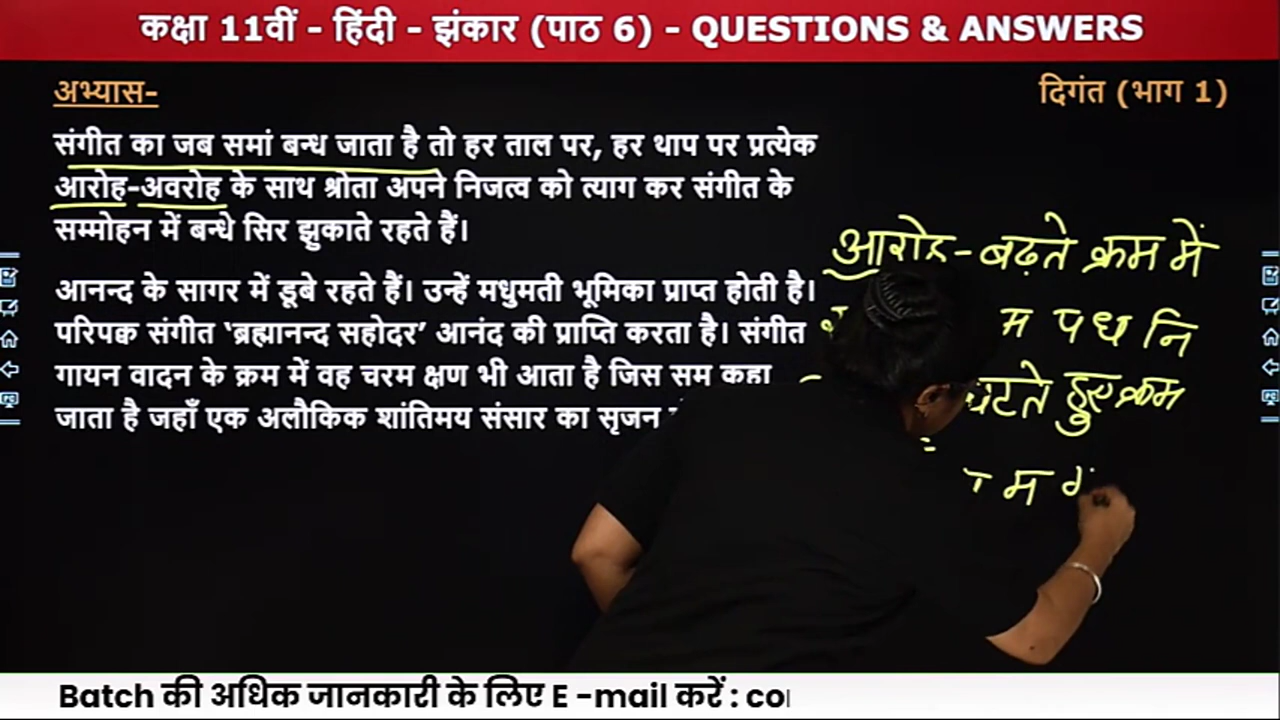 कक्षा 11वीं - हिंदी - झंकार (पाठ 6) - QUESTIONS & ANSWERS
अभ्यास-
दिगंत (भाग 1)
संगीत का जब समां बन्ध जाता है तो हर ताल पर, हर थाप पर प्रत्येक
आरोह-अवरोह के साथ श्रोता अपने निजत्व को त्याग कर संगीत के
सम्मोहन में बन्धे सिर झुकाते रहते हैं।
आनन्द के सागर में डूबे रहते हैं। उन्हें मधुमती भूमिका प्राप्त होती है।
परिपक्व संगीत ‘ब्रह्मानन्द सहोदर’ आनंद की प्राप्ति करता है। संगीत
गायन वादन के क्रम में वह चरम क्षण भी आता है जिस सम कहा
जाता है जहाँ एक अलौकिक शांतिमय संसार का सृजन
आरोह - बढ़ते क्रम में
म प ध नि
घटते हुए क्रम
म ग
Batch की अधिक जानकारी के लिए E -mail करें :